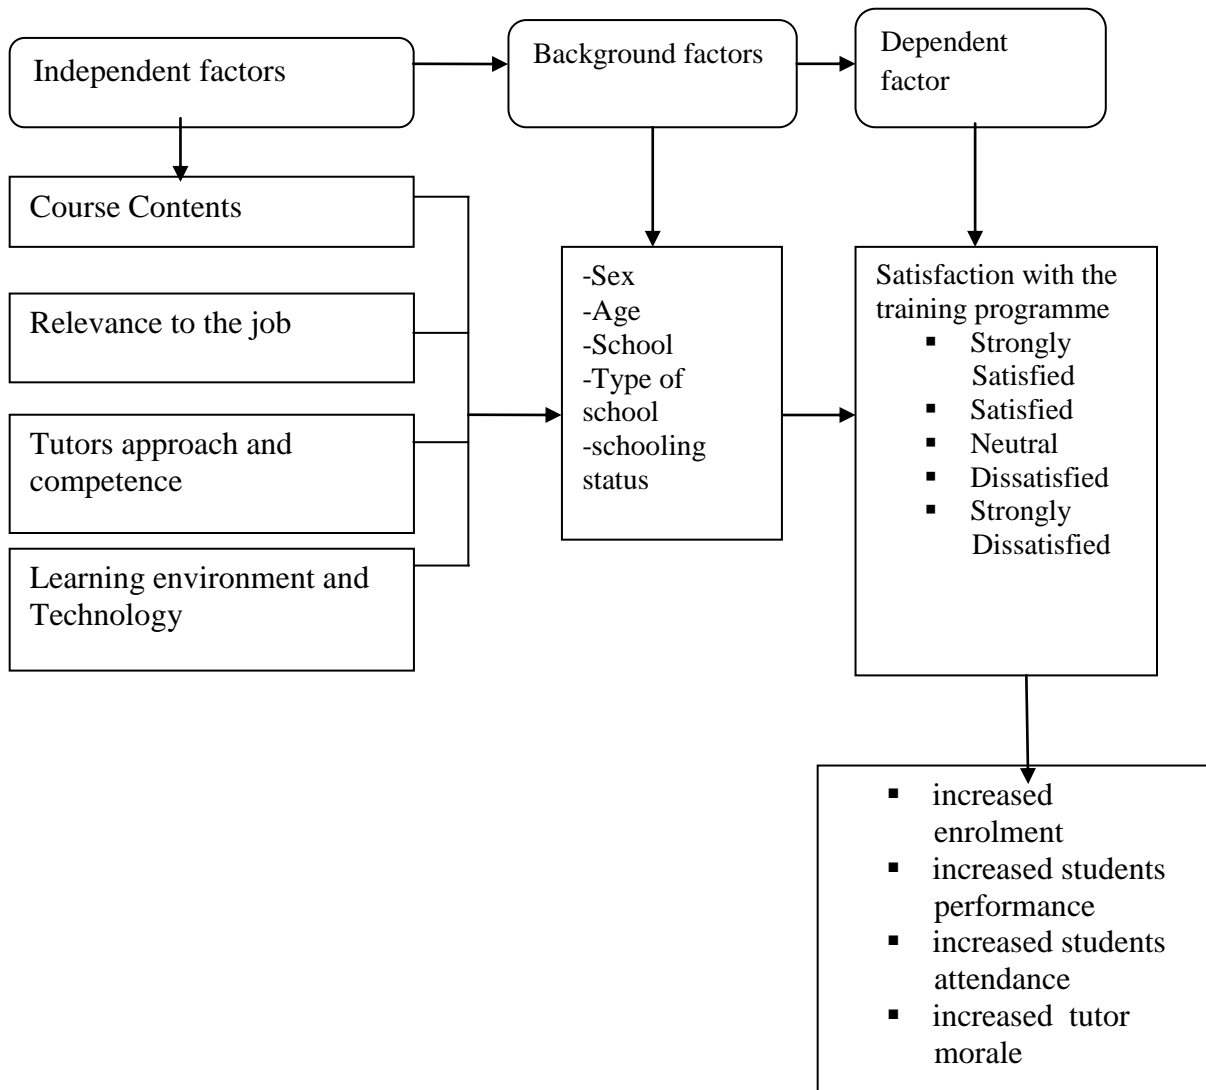 Independent factors
Background factors
Dependent
factor
Course Contents
Relevance to the job
Tutors approach and
competence
Learning environment and
Technology
-Sex
-Age
-School
-Type of
school
-schooling
status
Satisfaction with the
training programme
▪ Strongly
Satisfied
▪ Satisfied
▪ Neutral
▪ Dissatisfied
▪ Strongly
Dissatisfied
▪ increased
enrolment
▪ increased students
performance
▪ increased students
attendance
▪ increased tutor
morale